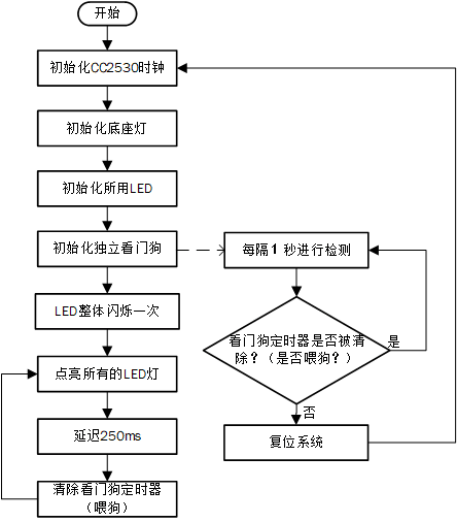 开始
初始化CC2530时钟
初始化底座灯
初始化所用LED
初始化独立看门狗
LED整体闪烁一次
点亮所有的LED灯
延迟250ms
清除看门狗定时器
（喂狗）
每隔1 秒进行检测
看门狗定时器是否被清
除？（是否喂狗？）
是
否
复位系统